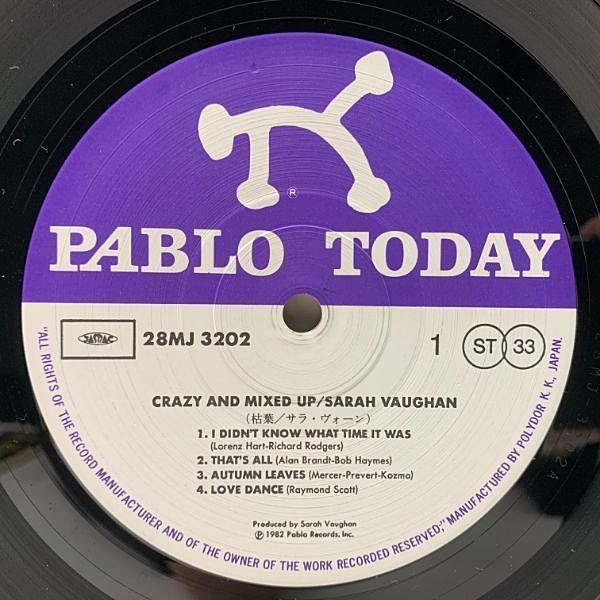 ®
PABLO TODAY
JASRAC
28MJ 3202
1
ST 33
CRAZY AND MIXED UP/SARAH VAUGHAN
(枯葉/サラ・ヴォーン)
1. I DIDN'T KNOW WHAT TIME IT WAS
(Lorenz Hart-Richard Rodgers)
2. THAT'S ALL (Alan Brandt-Bob Haymes)
3. AUTUMN LEAVES (Mercer-Prevert-Kozma)
4. LOVE DANCE (Raymond Scott)
Produced by Sarah Vaughan
Ⓟ 1982 Pablo Records, Inc.
"ALL RIGHTS OF THE RECORD MANUFACTURER AND OF THE OWNER OF THE WORK RECORDED RESERVED," MANUFACTURED BY POLYDOR K. K., JAPAN.